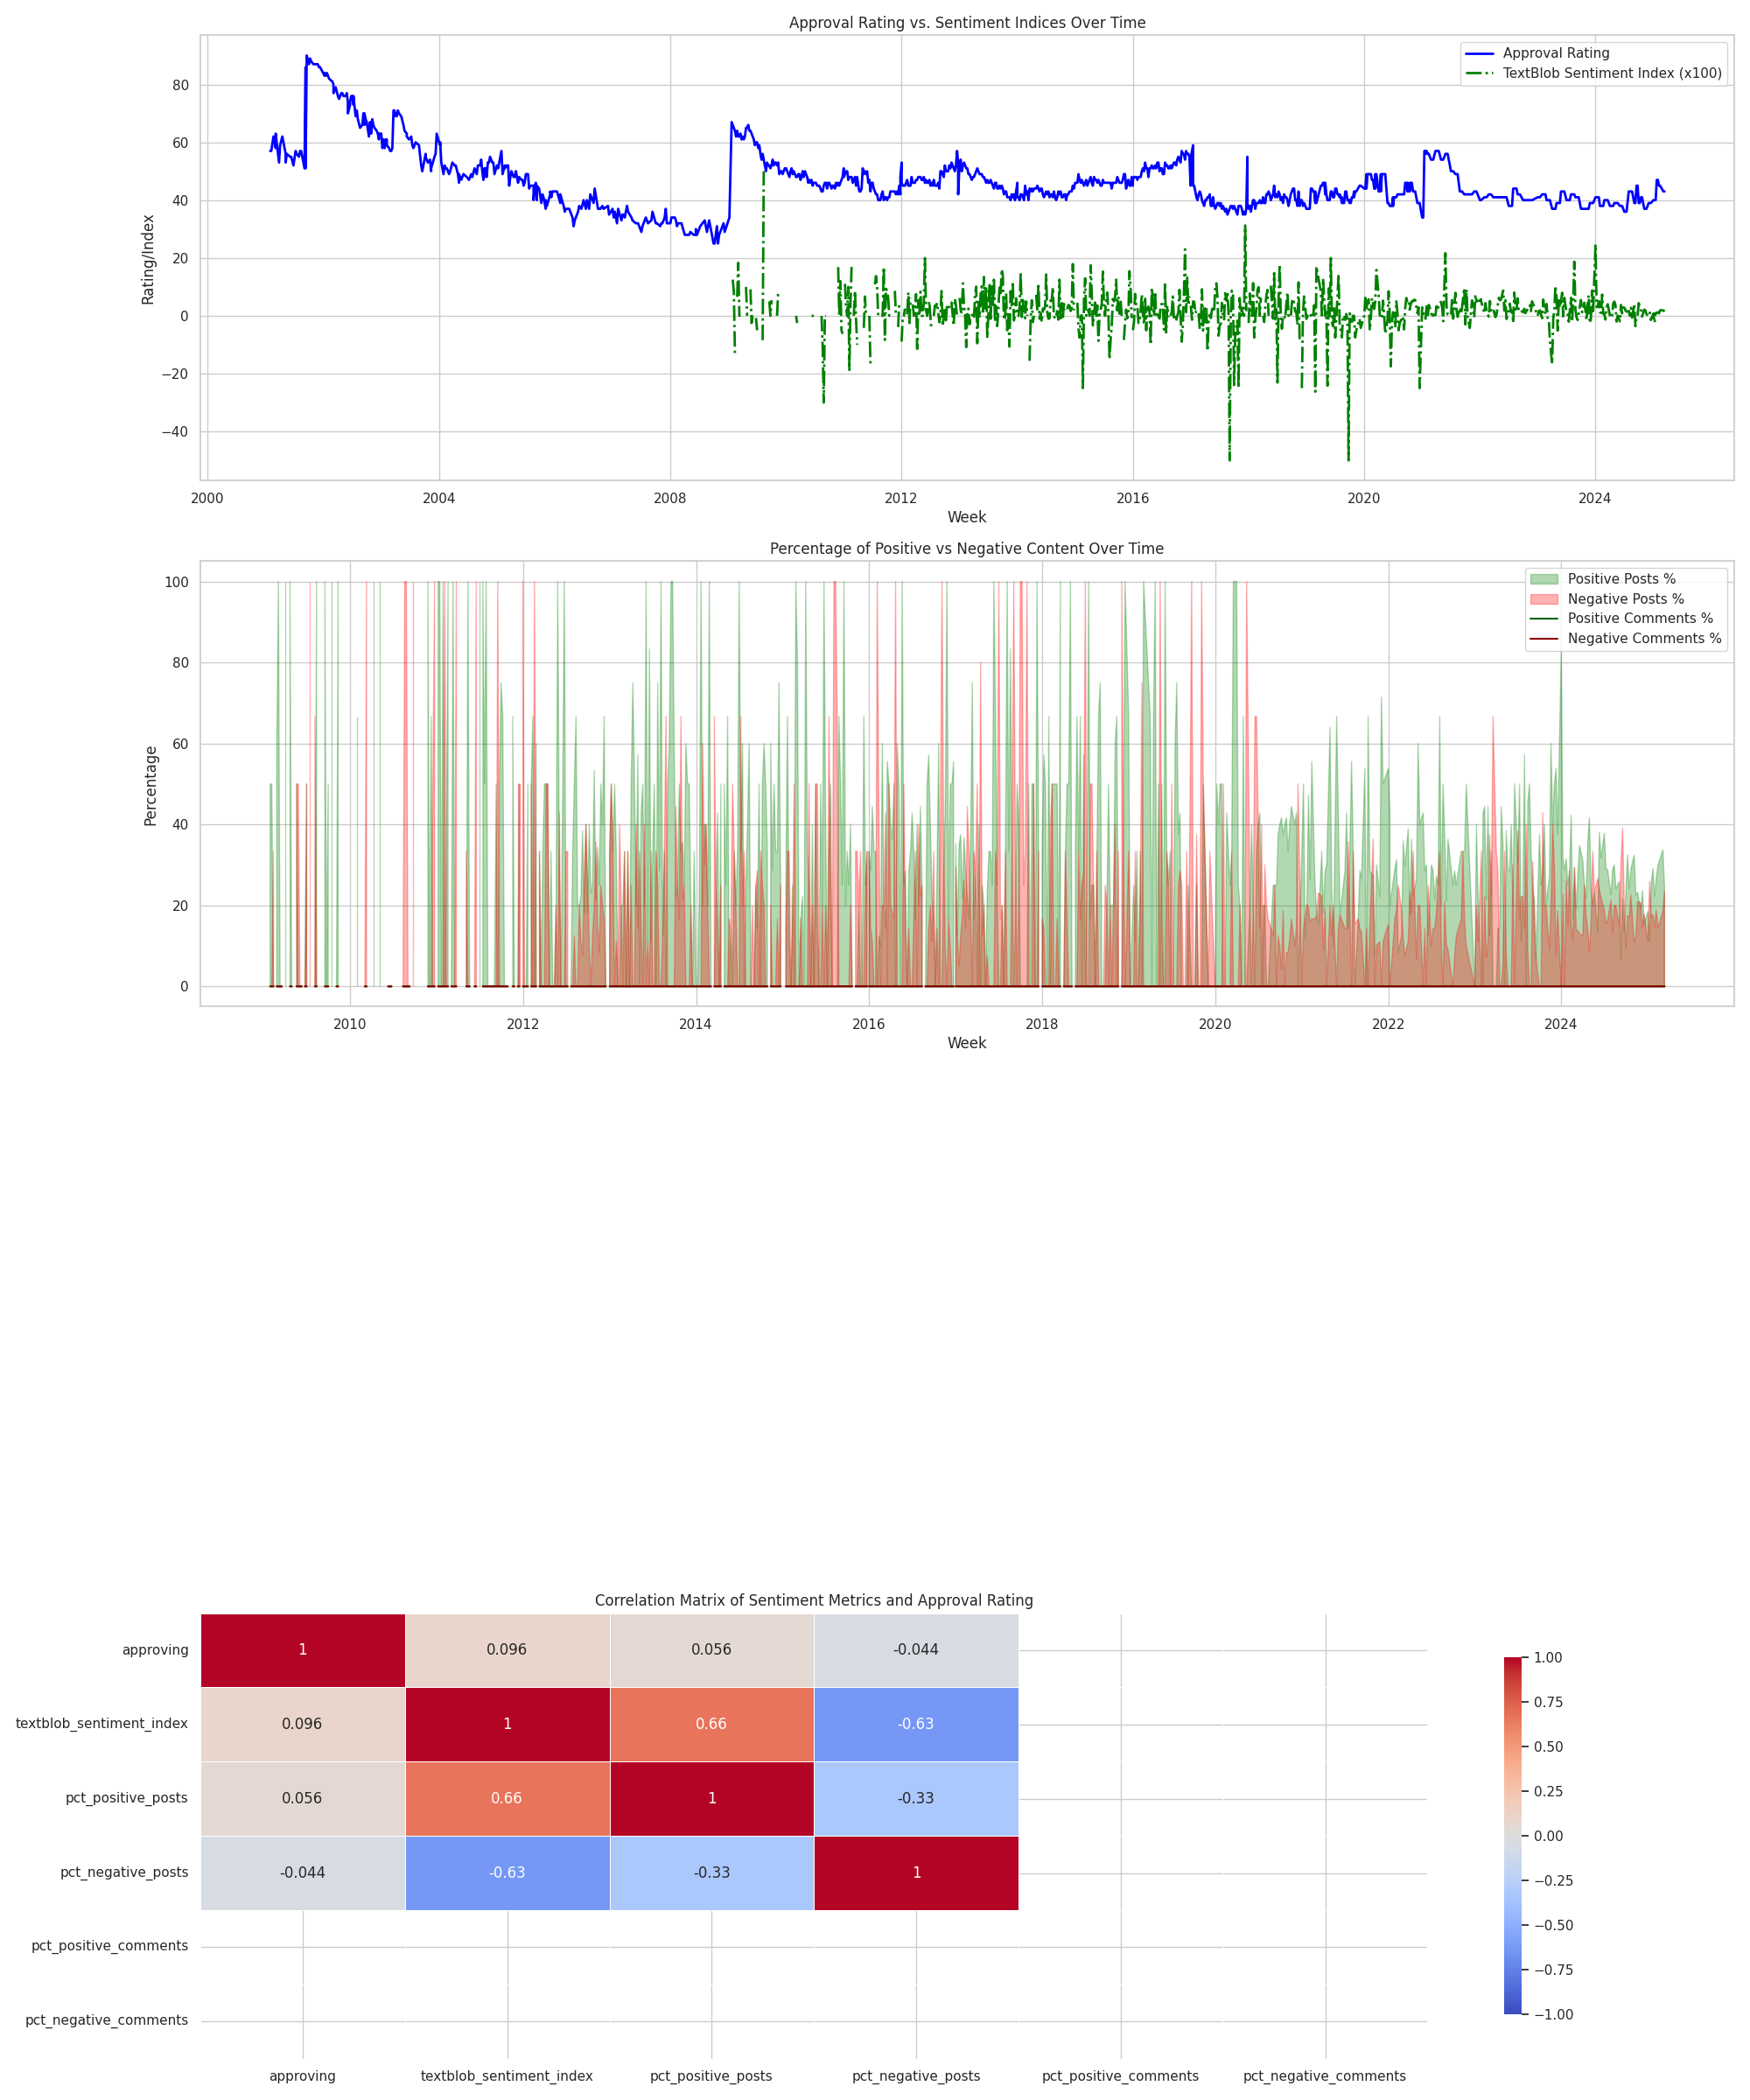 Approval Rating vs. Sentiment Indices Over Time
Approval Rating
TextBlob Sentiment Index (x100)
Rating/Index
80
60
40
20
0
−20
−40
2000 2004 2008 2012 2016 2020 2024
Week
Percentage of Positive vs Negative Content Over Time
Positive Posts %
Negative Posts %
Positive Comments %
Negative Comments %
Percentage
100
80
60
40
20
0
2010 2012 2014 2016 2018 2020 2022 2024
Week
Correlation Matrix of Sentiment Metrics and Approval Rating
approving 1 0.096 0.056 -0.044
textblob_sentiment_index 0.096 1 0.66 -0.63
pct_positive_posts 0.056 0.66 1 -0.33
pct_negative_posts -0.044 -0.63 -0.33 1
pct_positive_comments
pct_negative_comments
approving textblob_sentiment_index pct_positive_posts pct_negative_posts pct_positive_comments pct_negative_comments
1.00
0.75
0.50
0.25
0.00
−0.25
−0.50
−0.75
−1.00